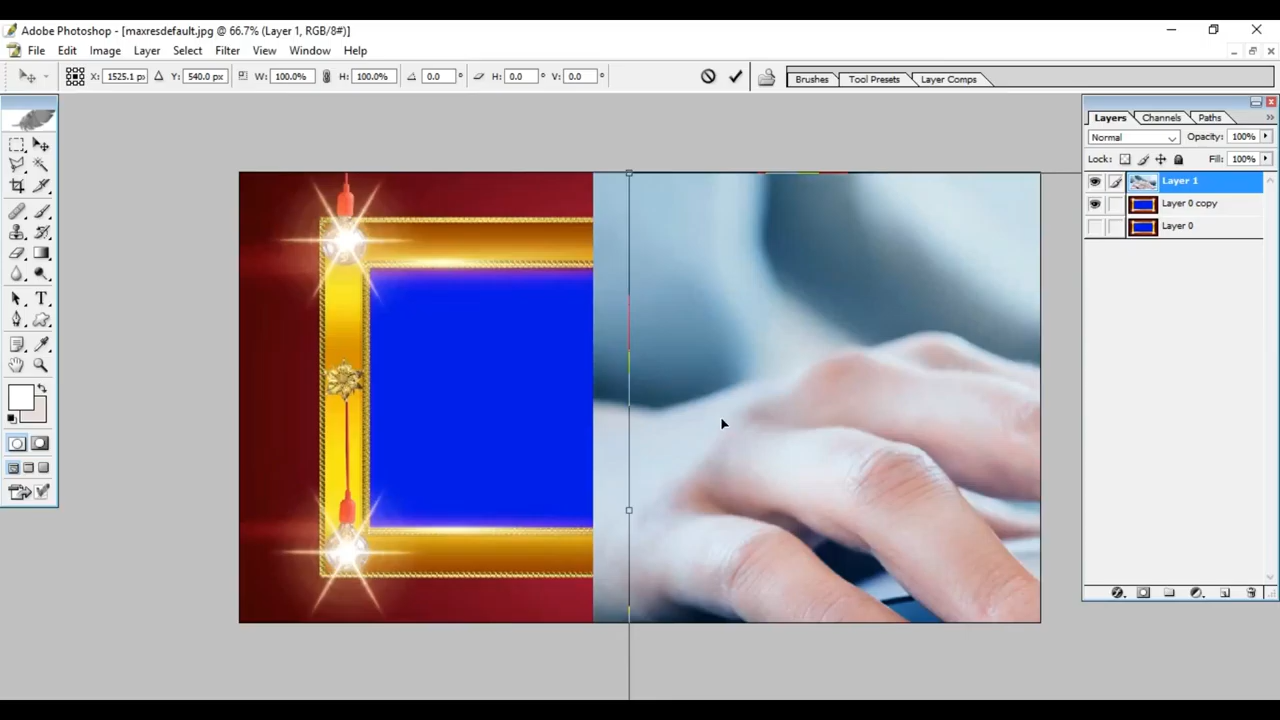 Adobe Photoshop - [maxresdefault.jpg @ 66.7% (Layer 1, RGB/8#)]
File Edit Image Layer Select Filter View Window Help
X: 1525.1 px Y: 540.0 px W: 100.0% H: 100.0% 0.0 ° H: 0.0 ° V: 0.0 ° Brushes Tool Presets Layer Comps
Layers Channels Paths
Normal Opacity: 100%
Lock: Fill: 100%
Layer 1
Layer 0 copy
Layer 0
T